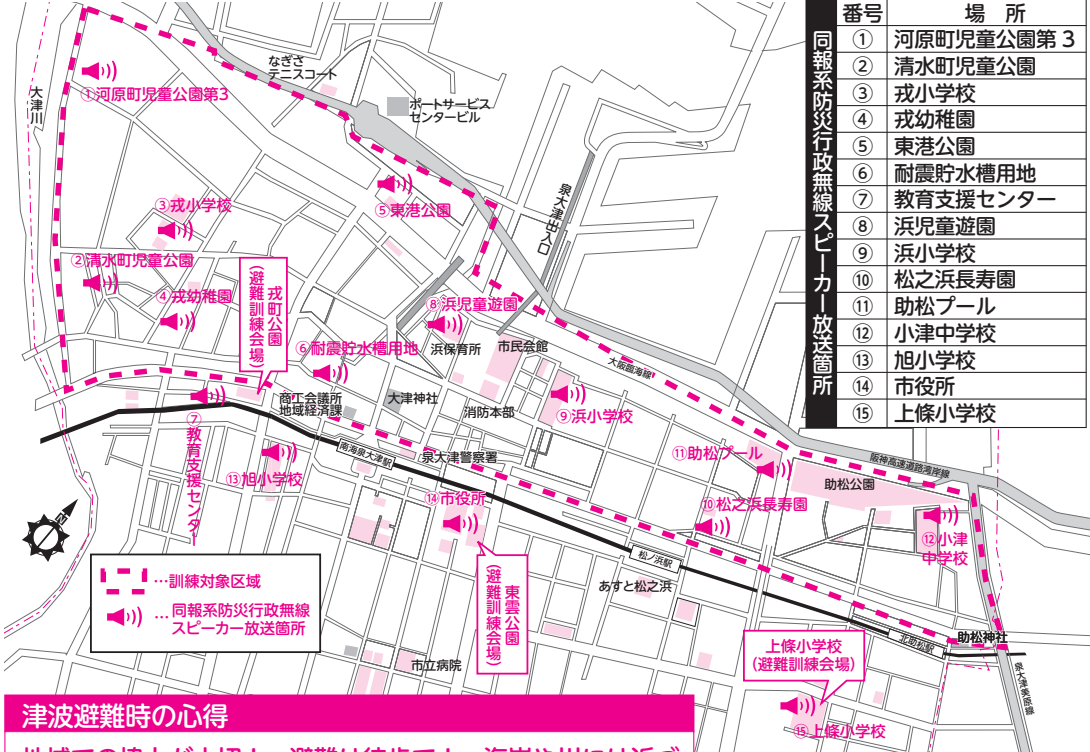 番号 場 所
同報系防災行政無線スピーカー放送箇所
① 河原町児童公園第3
② 清水町児童公園
③ 戎小学校
④ 戎幼稚園
⑤ 東港公園
⑥ 耐震貯水槽用地
⑦ 教育支援センター
⑧ 浜児童遊園
⑨ 浜小学校
⑩ 松之浜長寿園
⑪ 助松プール
⑫ 小津中学校
⑬ 旭小学校
⑭ 市役所
⑮ 上條小学校
大津川
①河原町児童公園第3
なぎさ
テニスコート
ポートサービス
センタービル
⑤東港公園
泉大津出入口
③戎小学校
②清水町児童公園
④戎幼稚園
戎町公園
(避難訓練会場)
⑥耐震貯水槽用地
⑧浜児童遊園
浜保育所
市民会館
大阪臨海線
商工会議所
地域経済課
大津神社
消防本部
⑨浜小学校
⑦教育支援センター
⑬旭小学校
南海泉大津駅
泉大津警察署
⑭市役所
⑪助松プール
⑩松之浜長寿園
阪神高速道路湾岸線
助松公園
⑫小津
中学校
N
松ノ浜駅
あすと松之浜
東雲公園
(避難訓練会場)
市立病院
北助松駅
助松神社
泉大津美原線
上條小学校
(避難訓練会場)
⑮上條小学校
…訓練対象区域
…同報系防災行政無線
スピーカー放送箇所
津波避難時の心得